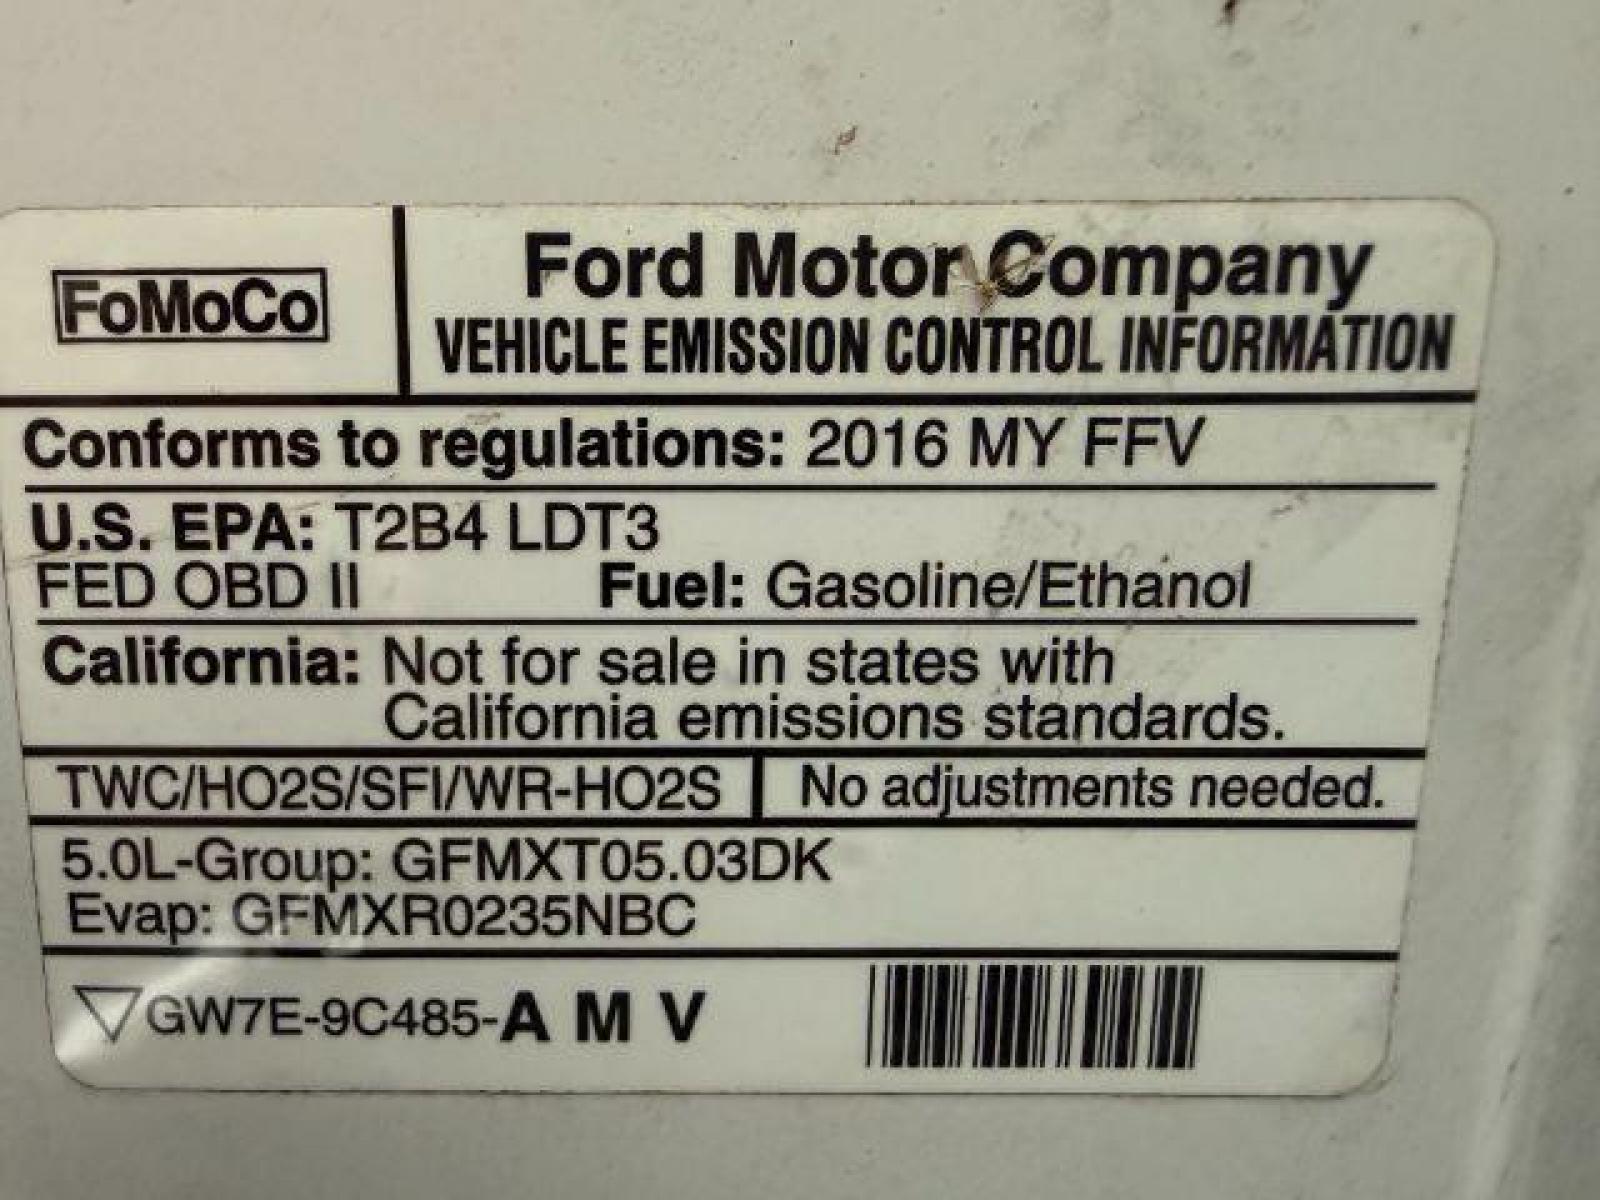 FoMoCo
Ford Motor Company
VEHICLE EMISSION CONTROL INFORMATION
Conforms to regulations: 2016 MY FFV
U.S. EPA: T2B4 LDT3
FED OBD II Fuel: Gasoline/Ethanol
California: Not for sale in states with
California emissions standards.
TWC/HO2S/SFI/WR-HO2S No adjustments needed.
5.0L-Group: GFMXT05.03DK
Evap: GFMXR0235NBC
GW7E-9C485-A M V